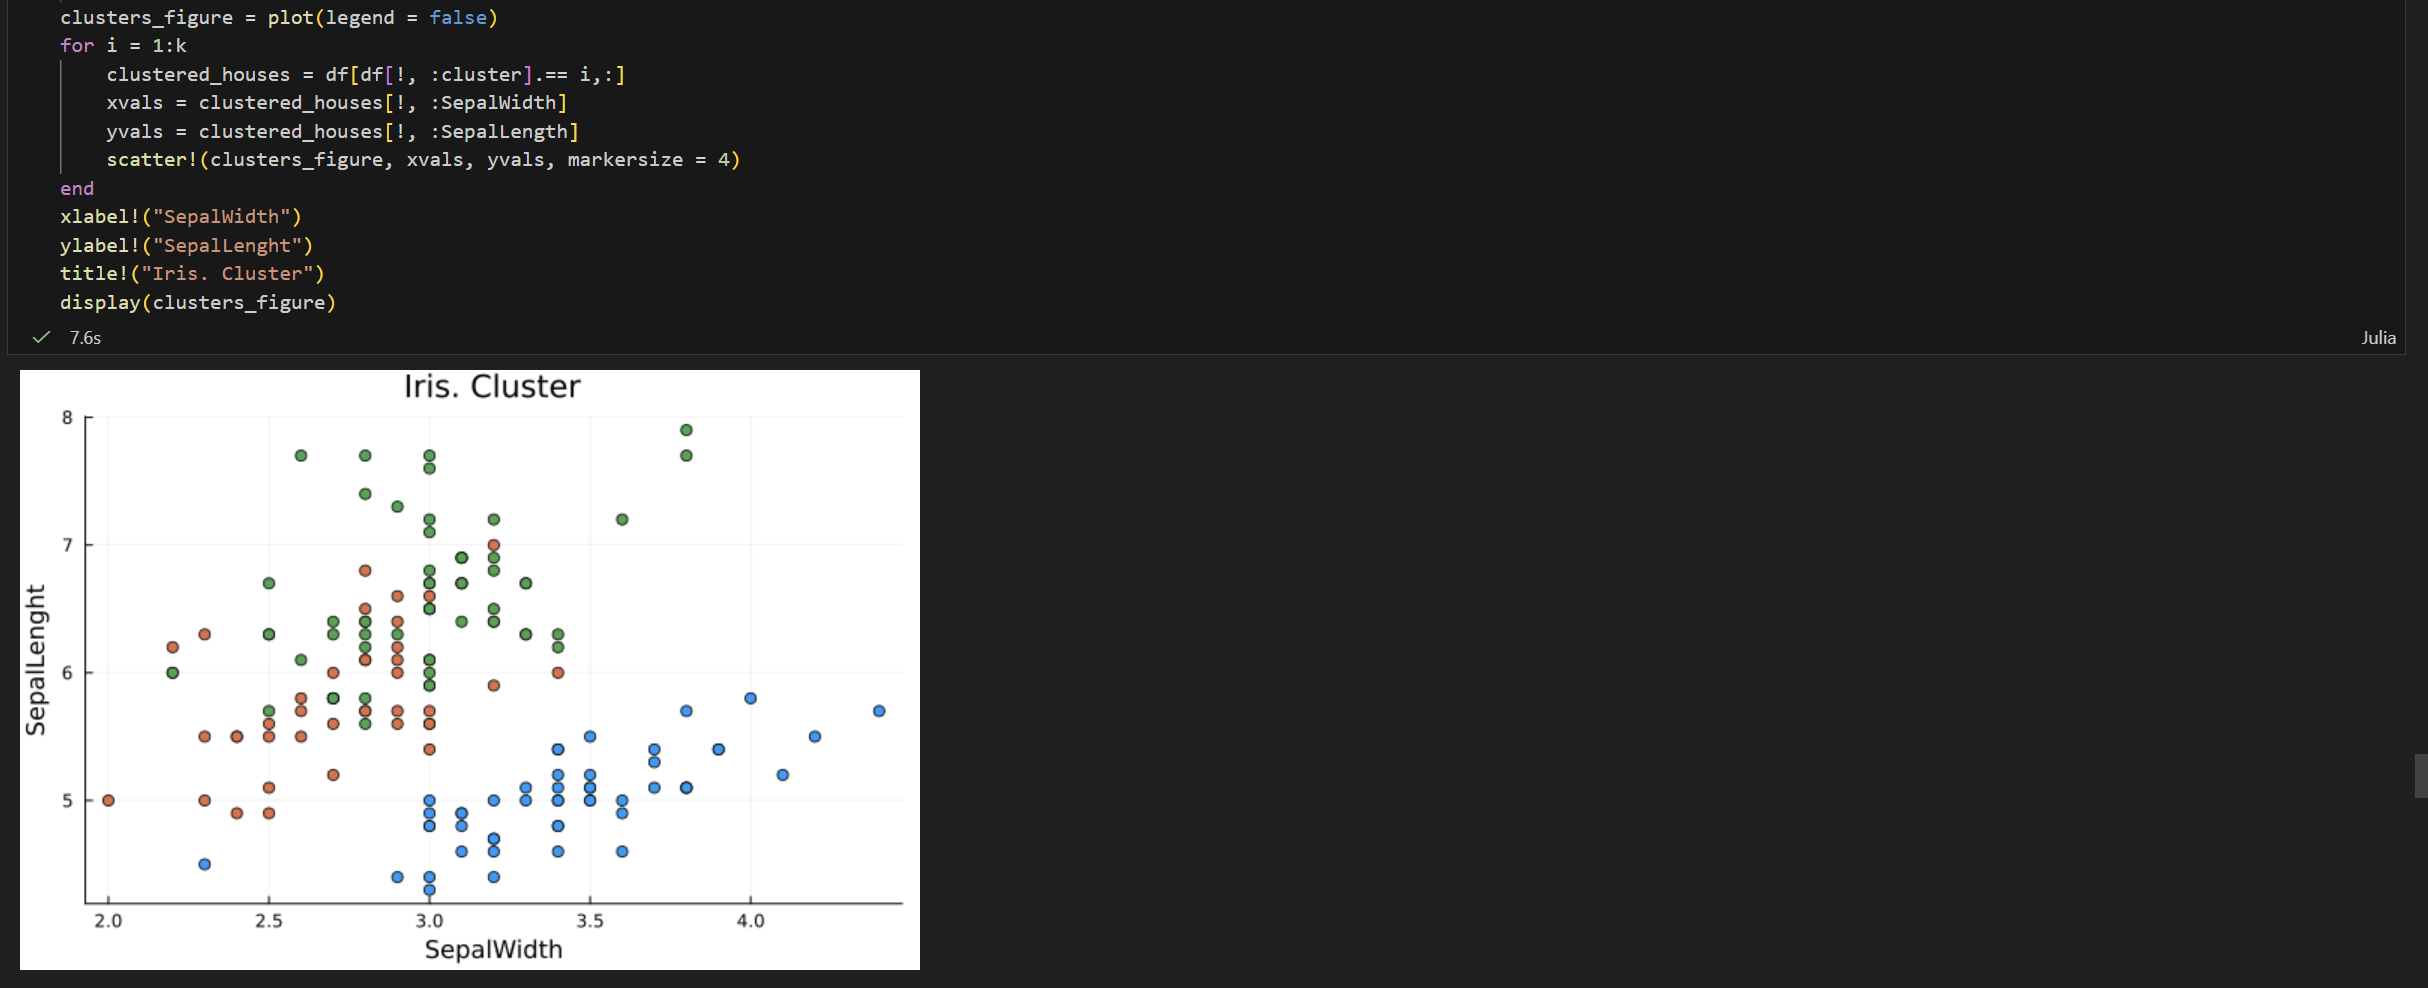 clusters_figure = plot(legend = false)
for i = 1:k
clustered_houses = df[df[!, :cluster].== i,:]
xvals = clustered_houses[!, :SepalWidth]
yvals = clustered_houses[!, :SepalLength]
scatter!(clusters_figure, xvals, yvals, markersize = 4)
end
xlabel!("SepalWidth")
ylabel!("SepalLenght")
title!("Iris. Cluster")
display(clusters_figure)
7.6s
Julia
Iris. Cluster
8
7
6
5
SepalLenght
2.0 2.5 3.0 3.5 4.0
SepalWidth